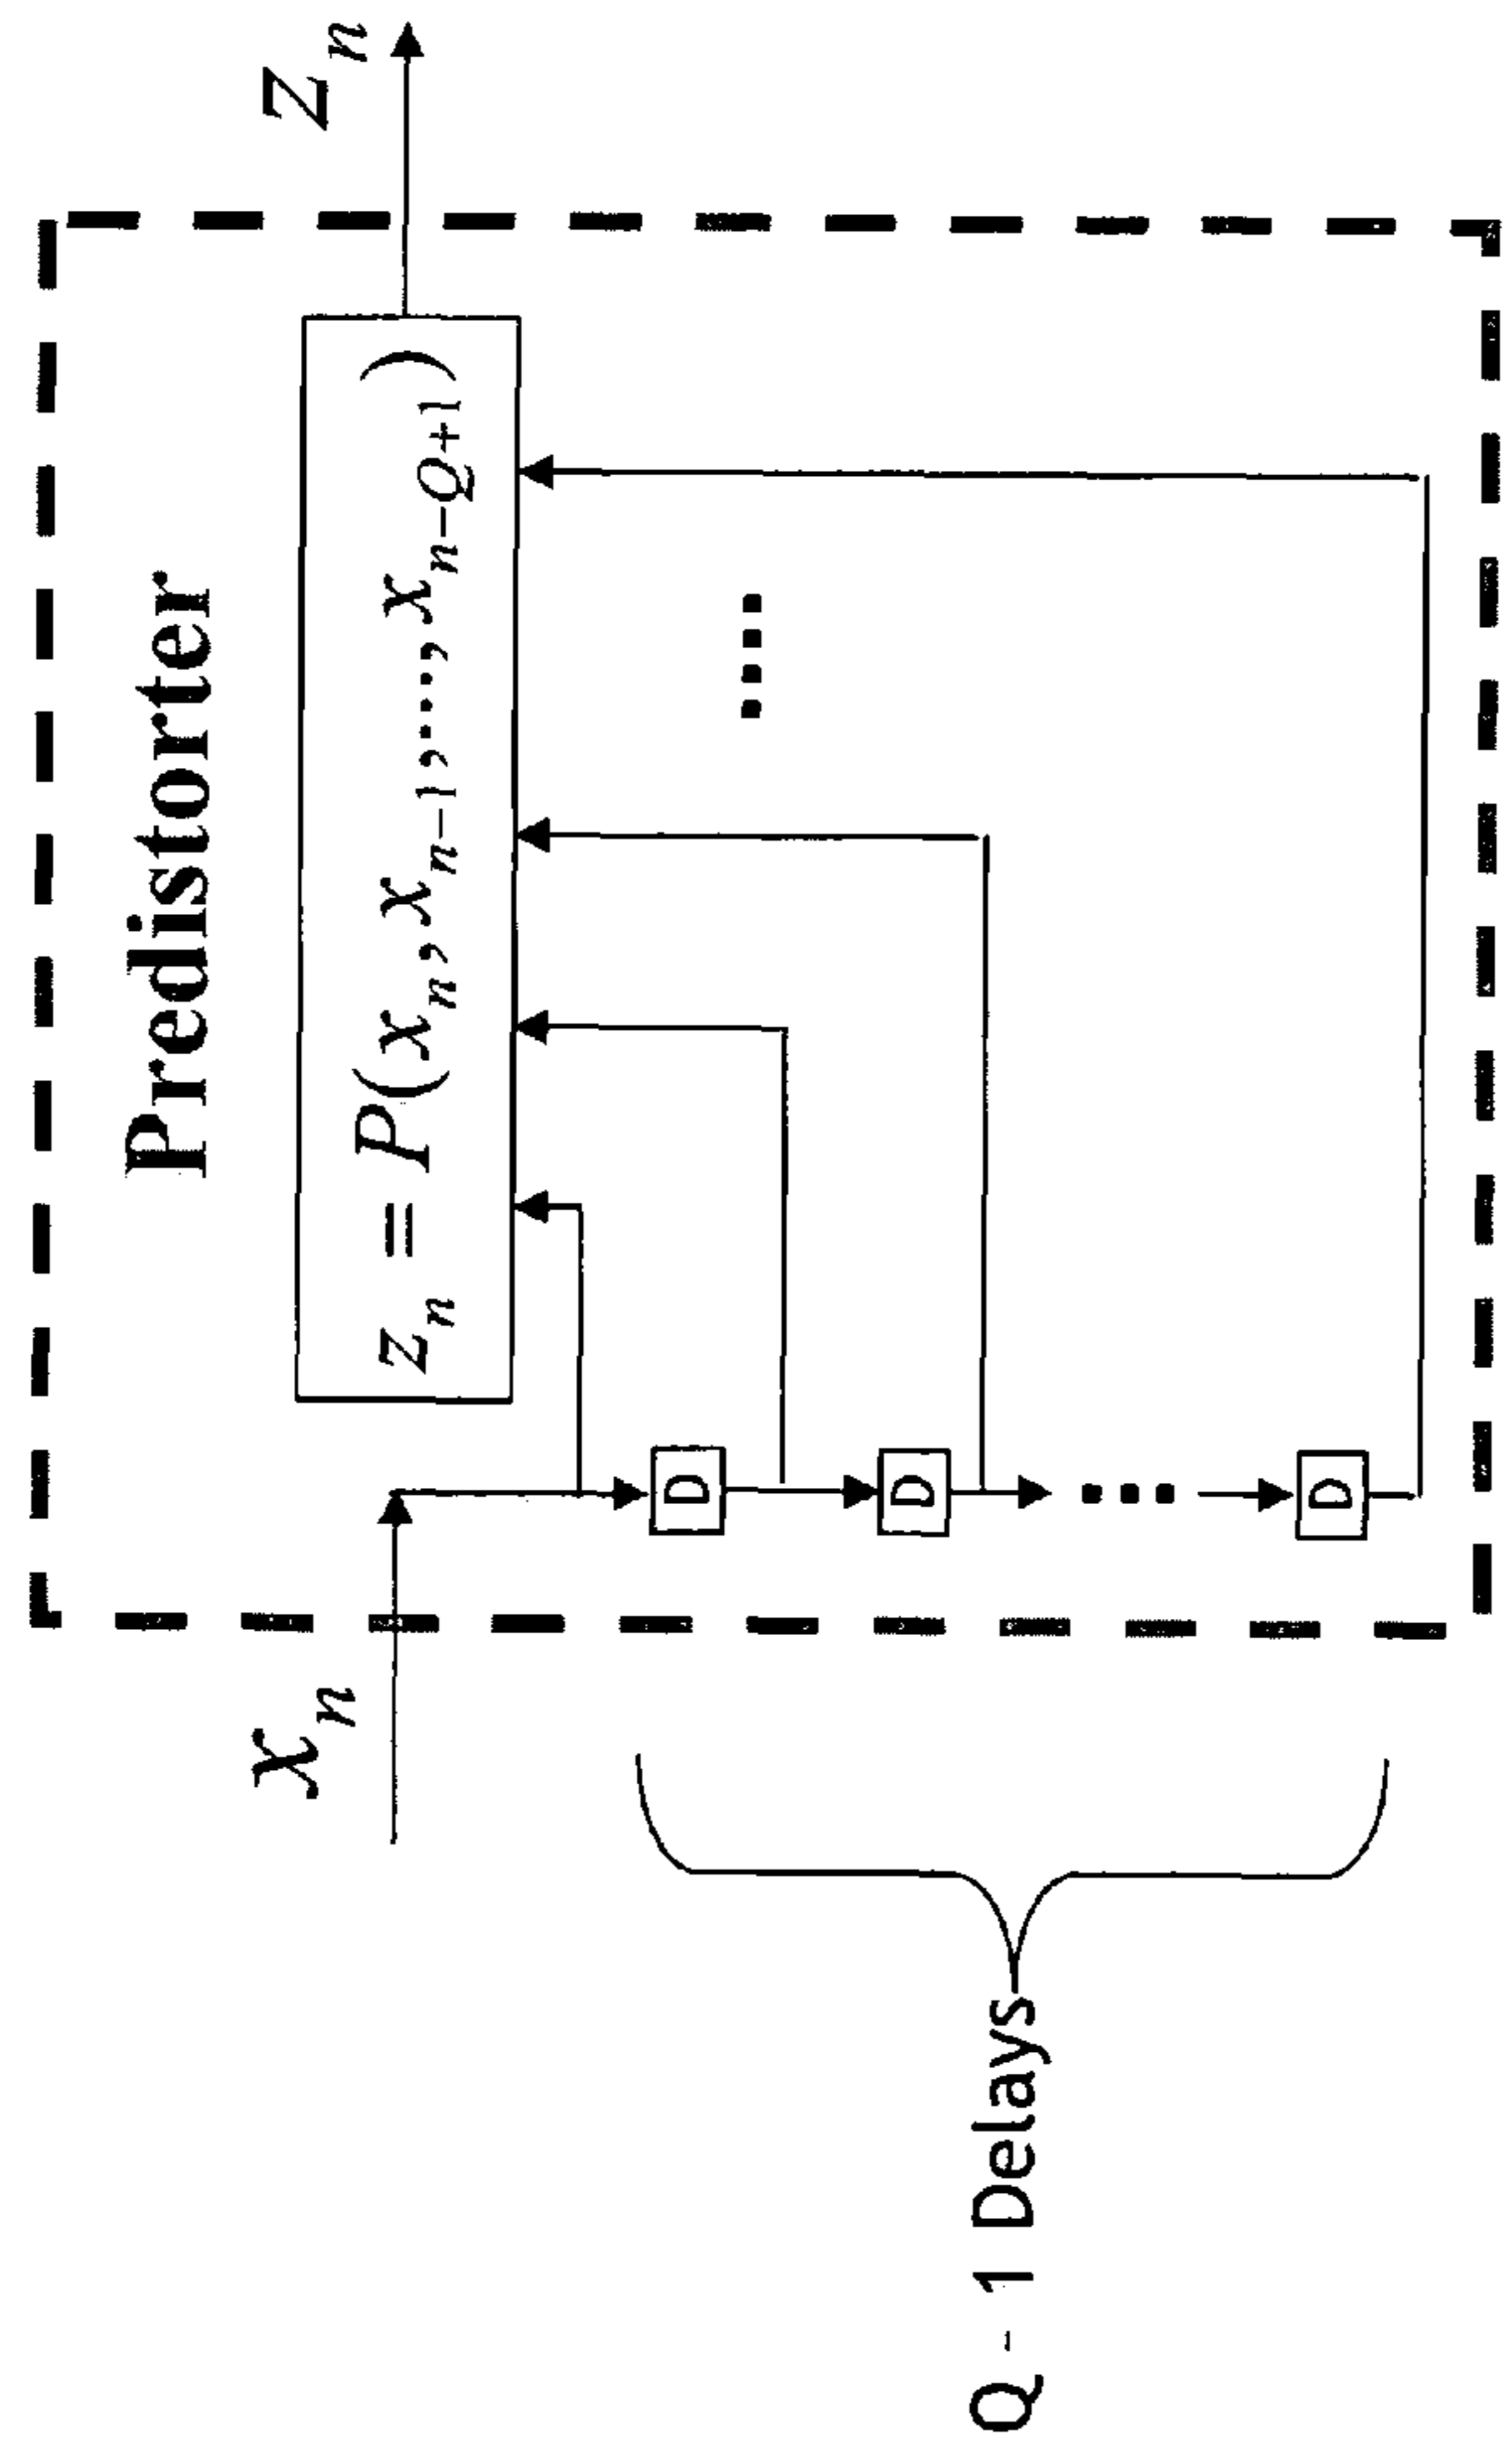 Predistorter
x_n
z_n = P(x_n, x_{n-1}, ..., x_{n-Q+1})
z_n
D
D
D
Q - 1 Delays